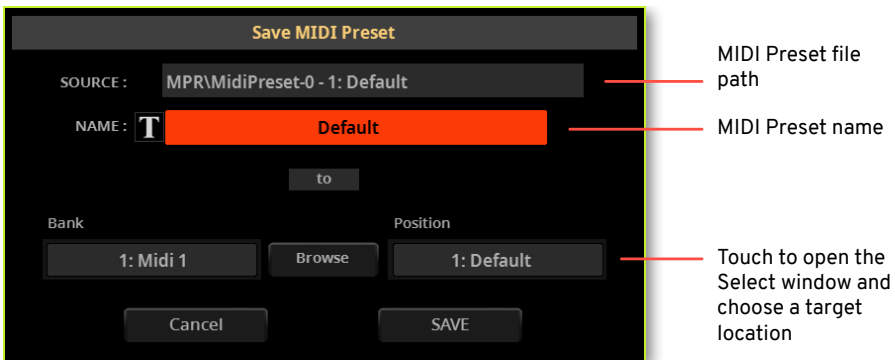 Save MIDI Preset
SOURCE :
MPR\MidiPreset-0 - 1: Default
MIDI Preset file
path
NAME :
T
Default
MIDI Preset name
to
Bank
Position
1: Midi 1
Browse
1: Default
Touch to open the
Select window and
choose a target
location
Cancel
SAVE